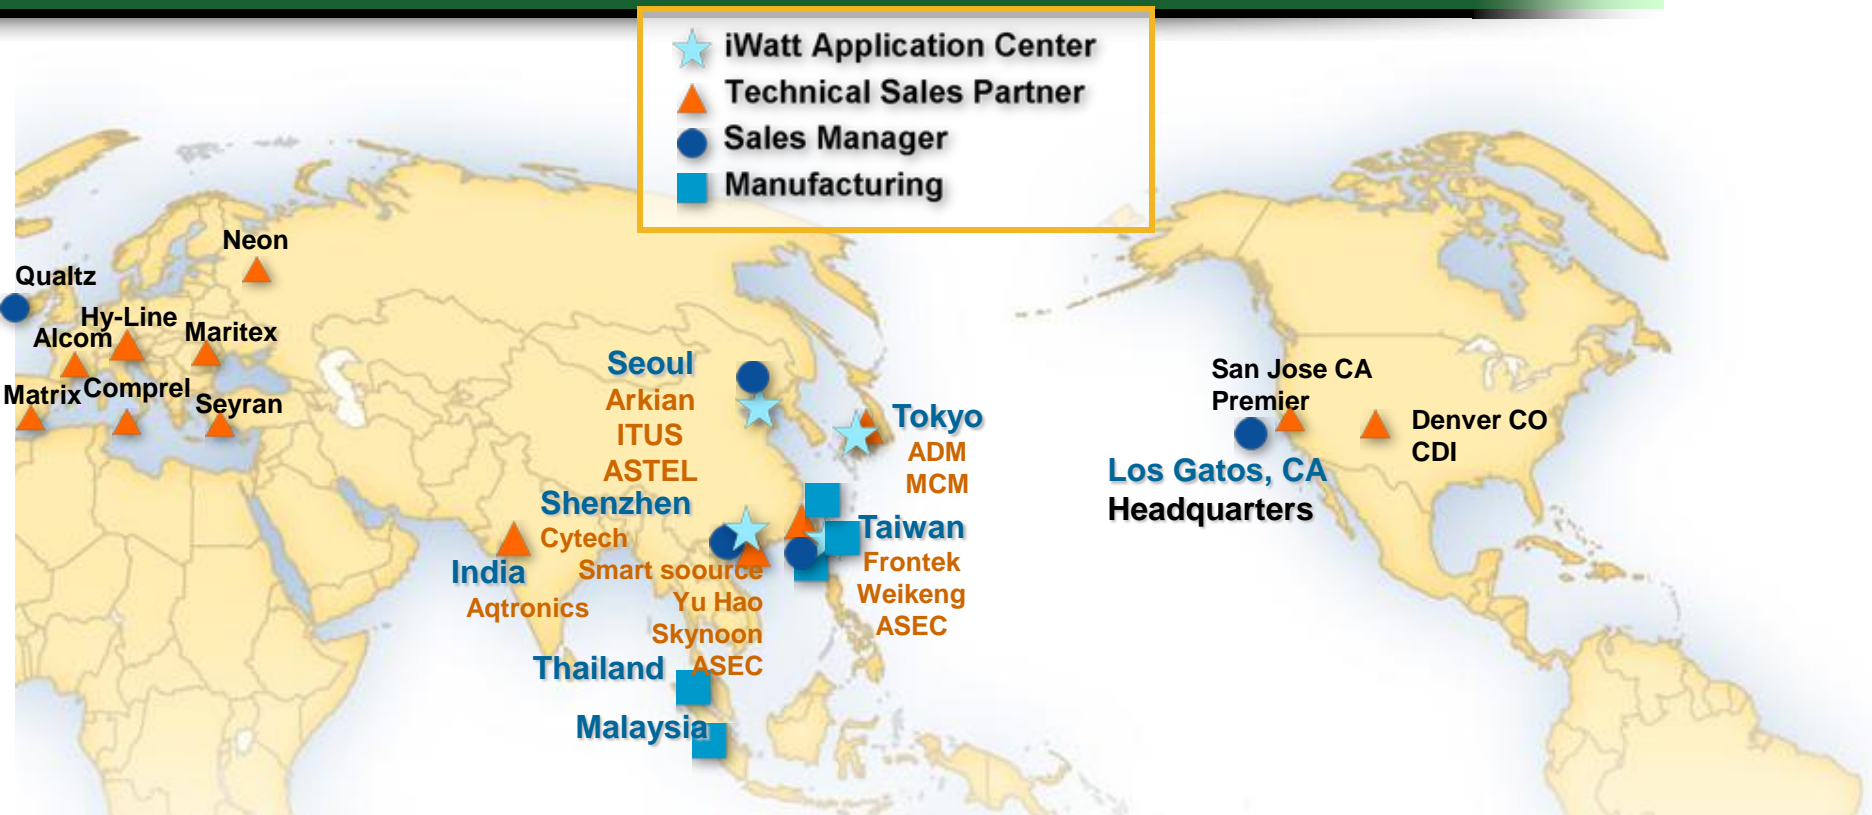 iWatt Application Center
Technical Sales Partner
Sales Manager
Manufacturing
Neon
Qualtz
Hy-Line
Alcom
Maritex
Matrix
Comprel
Seyran
Seoul
Arkian
ITUS
ASTEL
Shenzhen
Cytech
Smart soource
Yu Hao
Skynoon
ASEC
India
Aqtronics
Thailand
Malaysia
Tokyo
ADM
MCM
Taiwan
Frontek
Weikeng
ASEC
San Jose CA
Premier
Los Gatos, CA
Headquarters
Denver CO
CDI